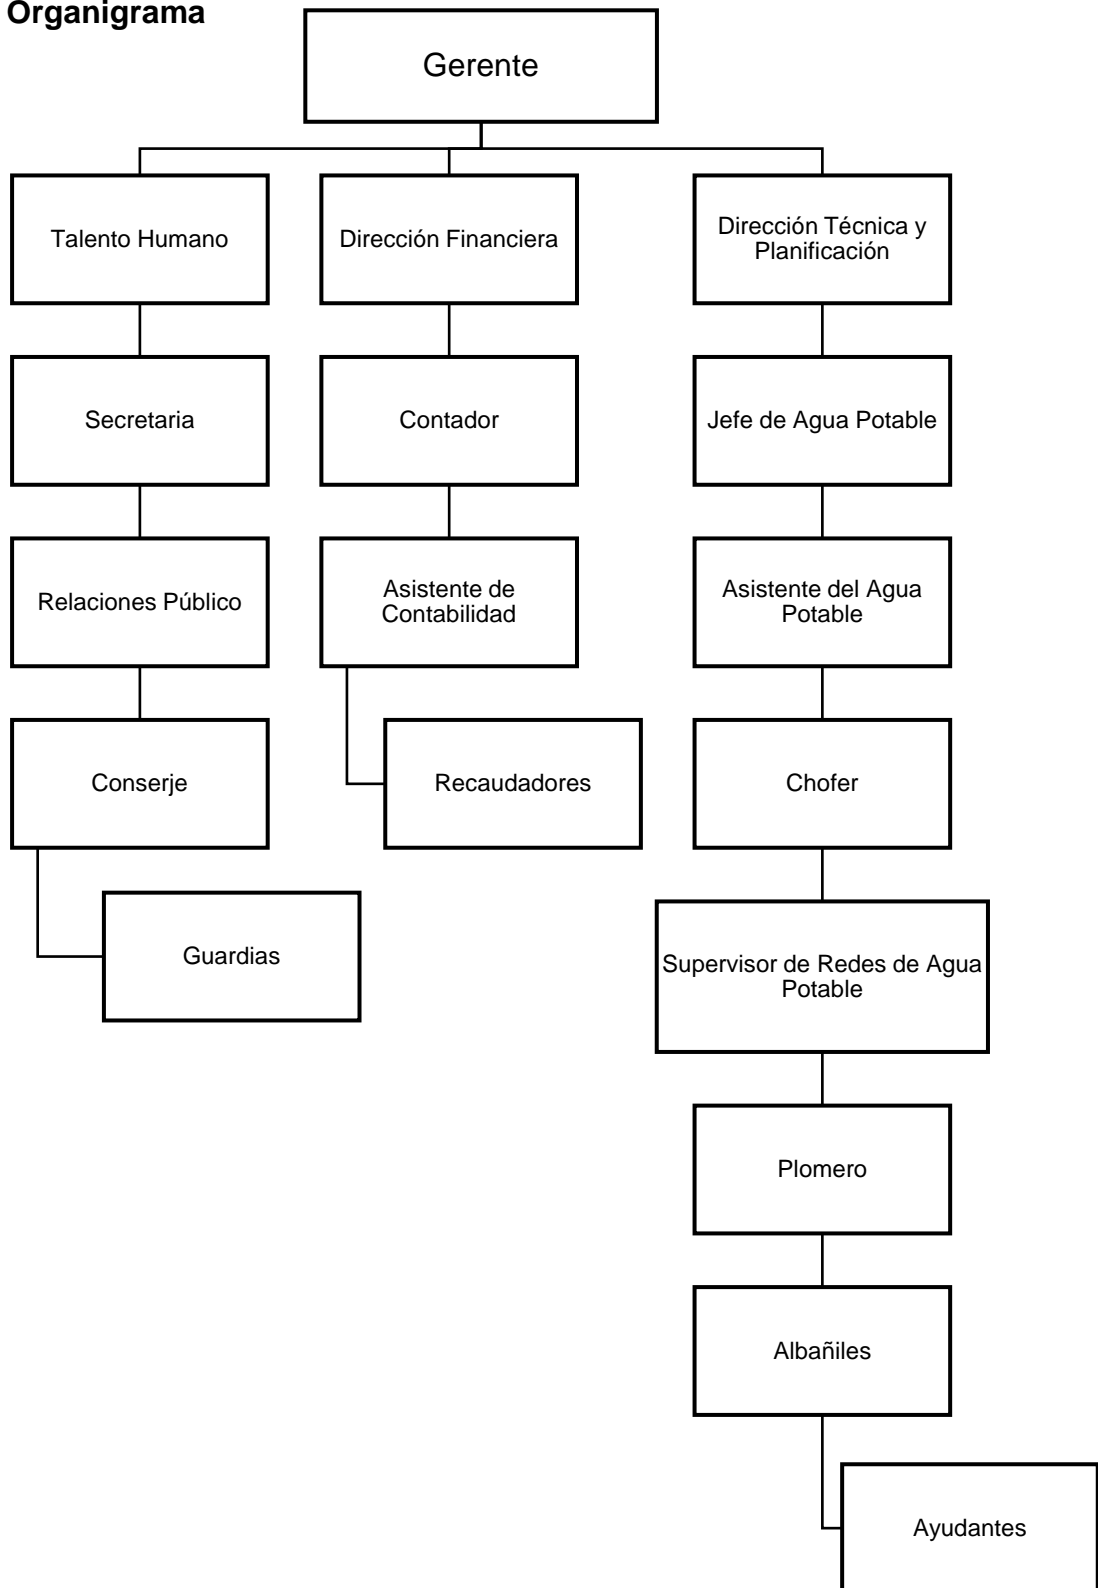 Organigrama
Gerente
Talento Humano
Dirección Financiera
Dirección Técnica y
Planificación
Secretaria
Contador
Jefe de Agua Potable
Relaciones Público
Asistente de
Contabilidad
Asistente del Agua
Potable
Conserje
Recaudadores
Chofer
Guardias
Supervisor de Redes de Agua
Potable
Plomero
Albañiles
Ayudantes